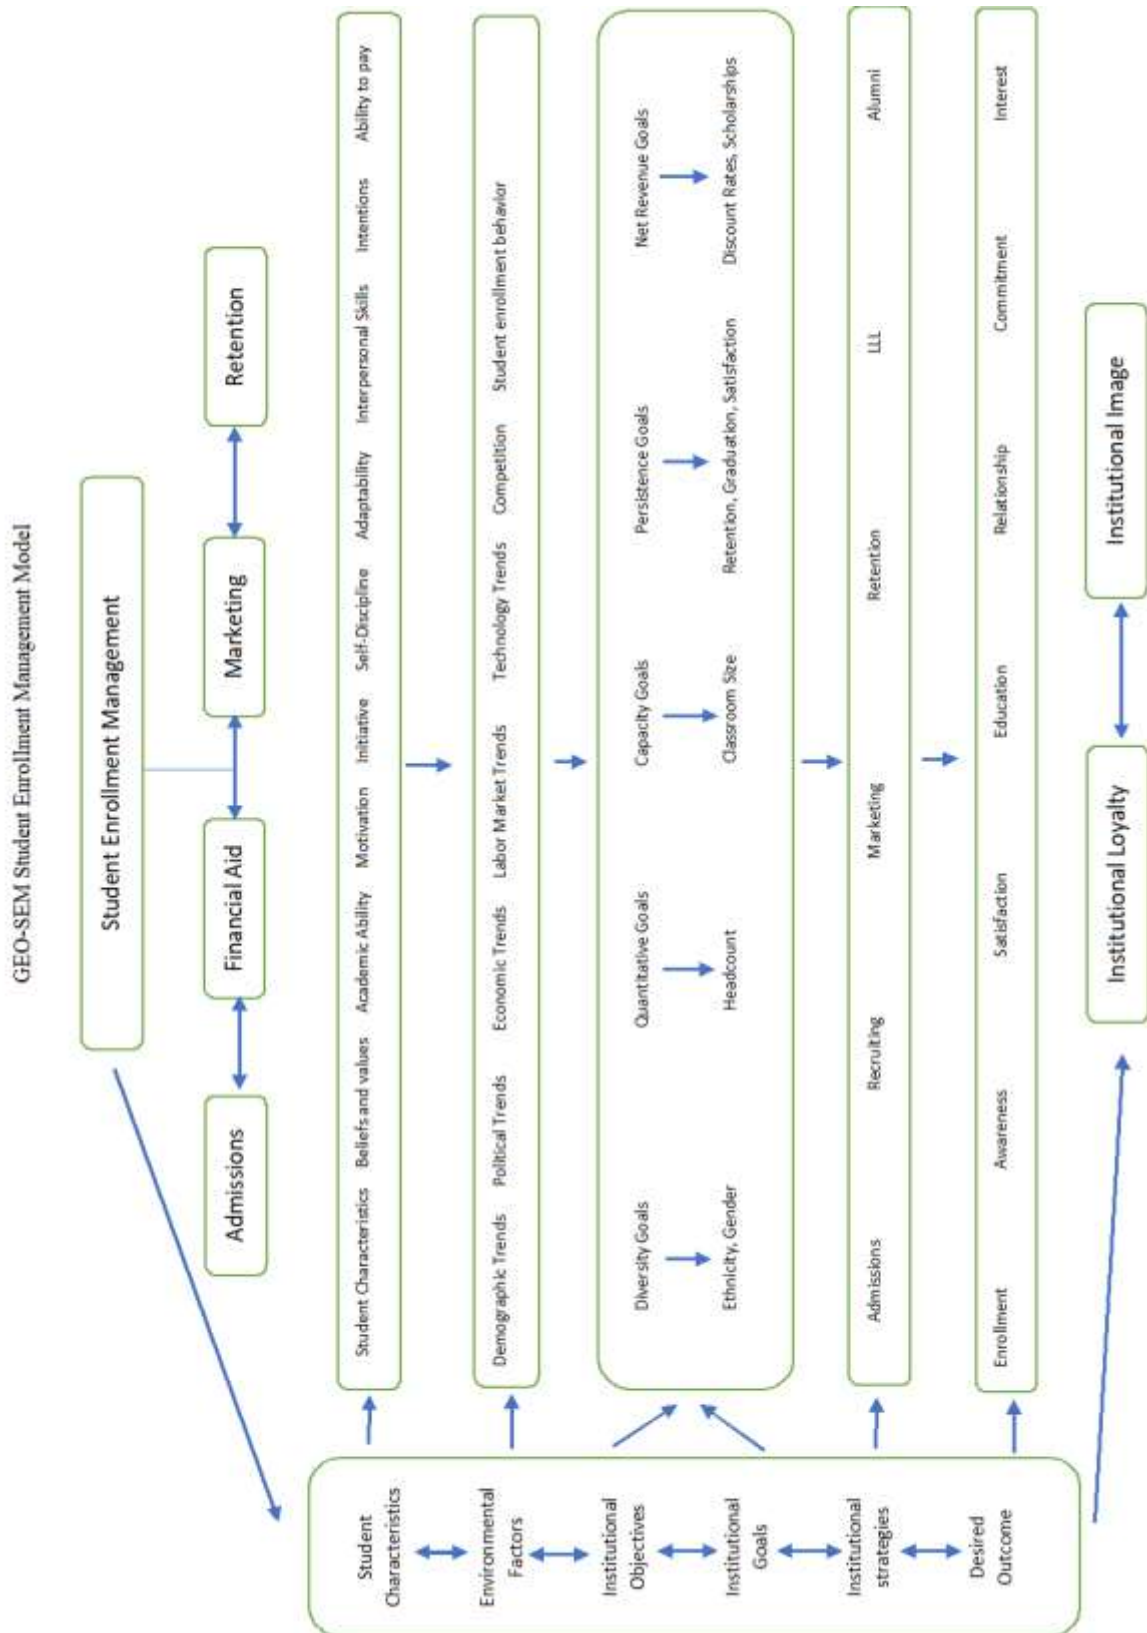 GEO-SEM Student Enrollment Management Model
Student Enrollment Management
Admissions
Financial Aid
Marketing
Retention
Student
Characteristics
Environmental
Factors
Institutional
Objectives
Institutional
Goals
Institutional
strategies
Desired
Outcome
Student Characteristics Beliefs and values Academic Ability Motivation Initiative Self-Discipline Adaptability Interpersonal Skills Intentions Ability to pay
Demographic Trends Political Trends Economic Trends Labor Market Trends Technology Trends Competition Student enrollment behavior
Diversity Goals Quantitative Goals Capacity Goals Persistence Goals Net Revenue Goals
Ethnicity, Gender Headcount Classroom Size Retention, Graduation, Satisfaction Discount Rates, Scholarships
Admissions Recruiting Marketing Retention LLL Alumni
Enrollment Awareness Satisfaction Education Relationship Commitment Interest
Institutional Loyalty
Institutional Image